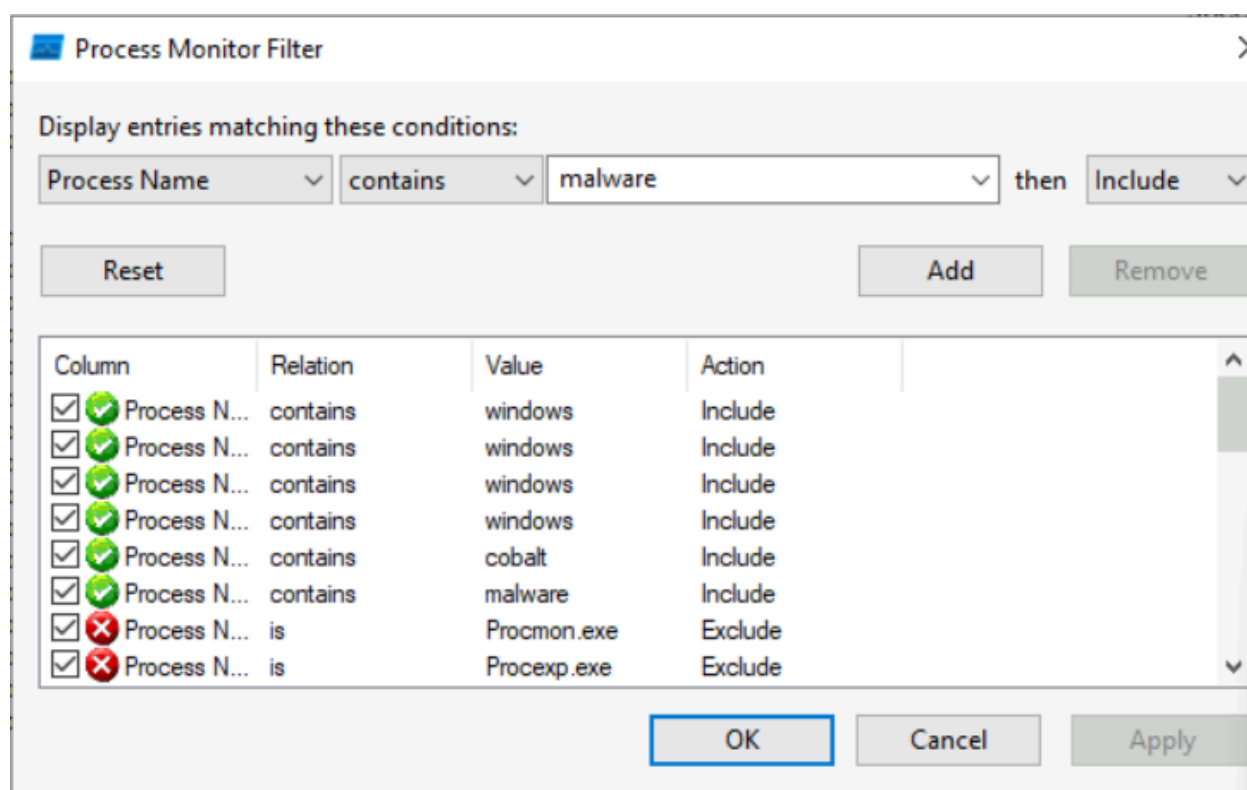 Process Monitor Filter
Display entries matching these conditions:
Process Name contains malware then Include
Reset Add Remove
Column Relation Value Action
Process N... contains windows Include
Process N... contains windows Include
Process N... contains windows Include
Process N... contains windows Include
Process N... contains cobalt Include
Process N... contains malware Include
Process N... is Procmon.exe Exclude
Process N... is Procexp.exe Exclude
OK Cancel Apply